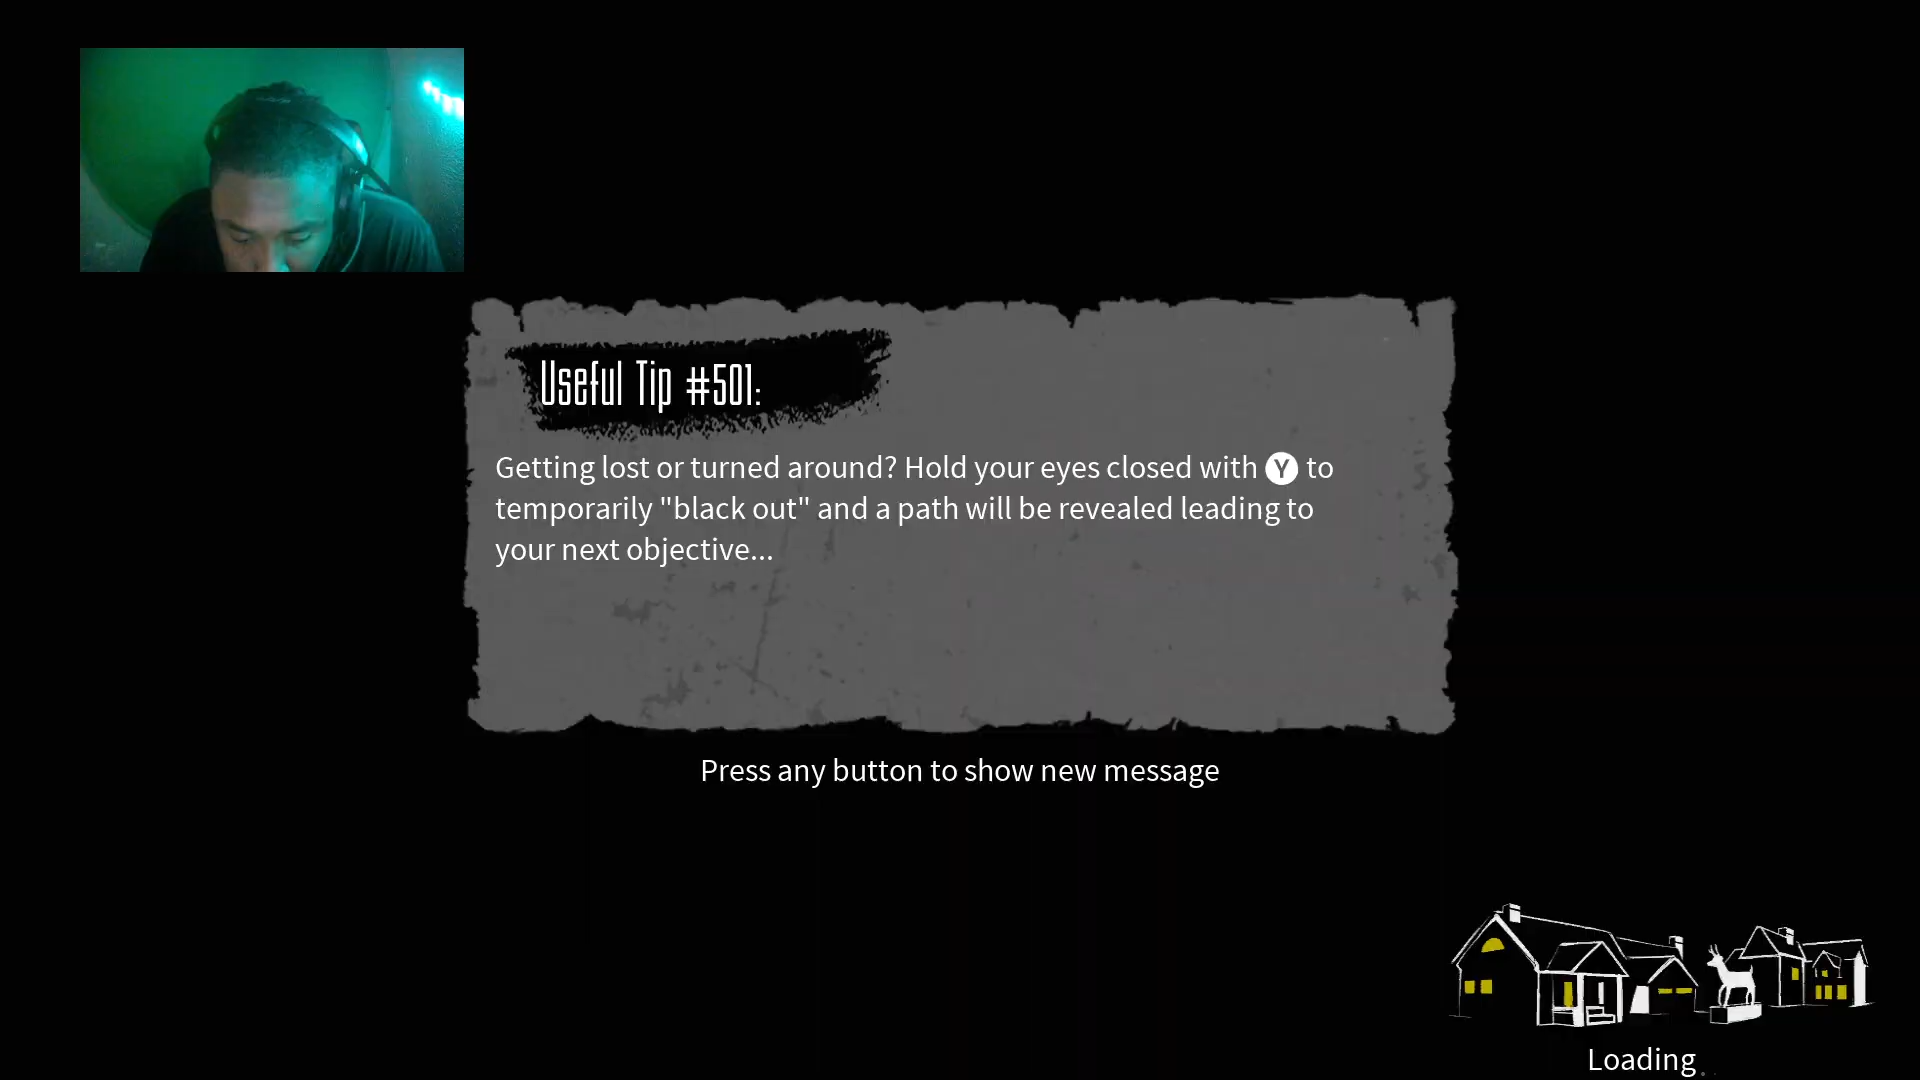 Useful Tip #501:
Getting lost or turned around? Hold your eyes closed with Y to
temporarily "black out" and a path will be revealed leading to
your next objective...
Press any button to show new message
Loading...